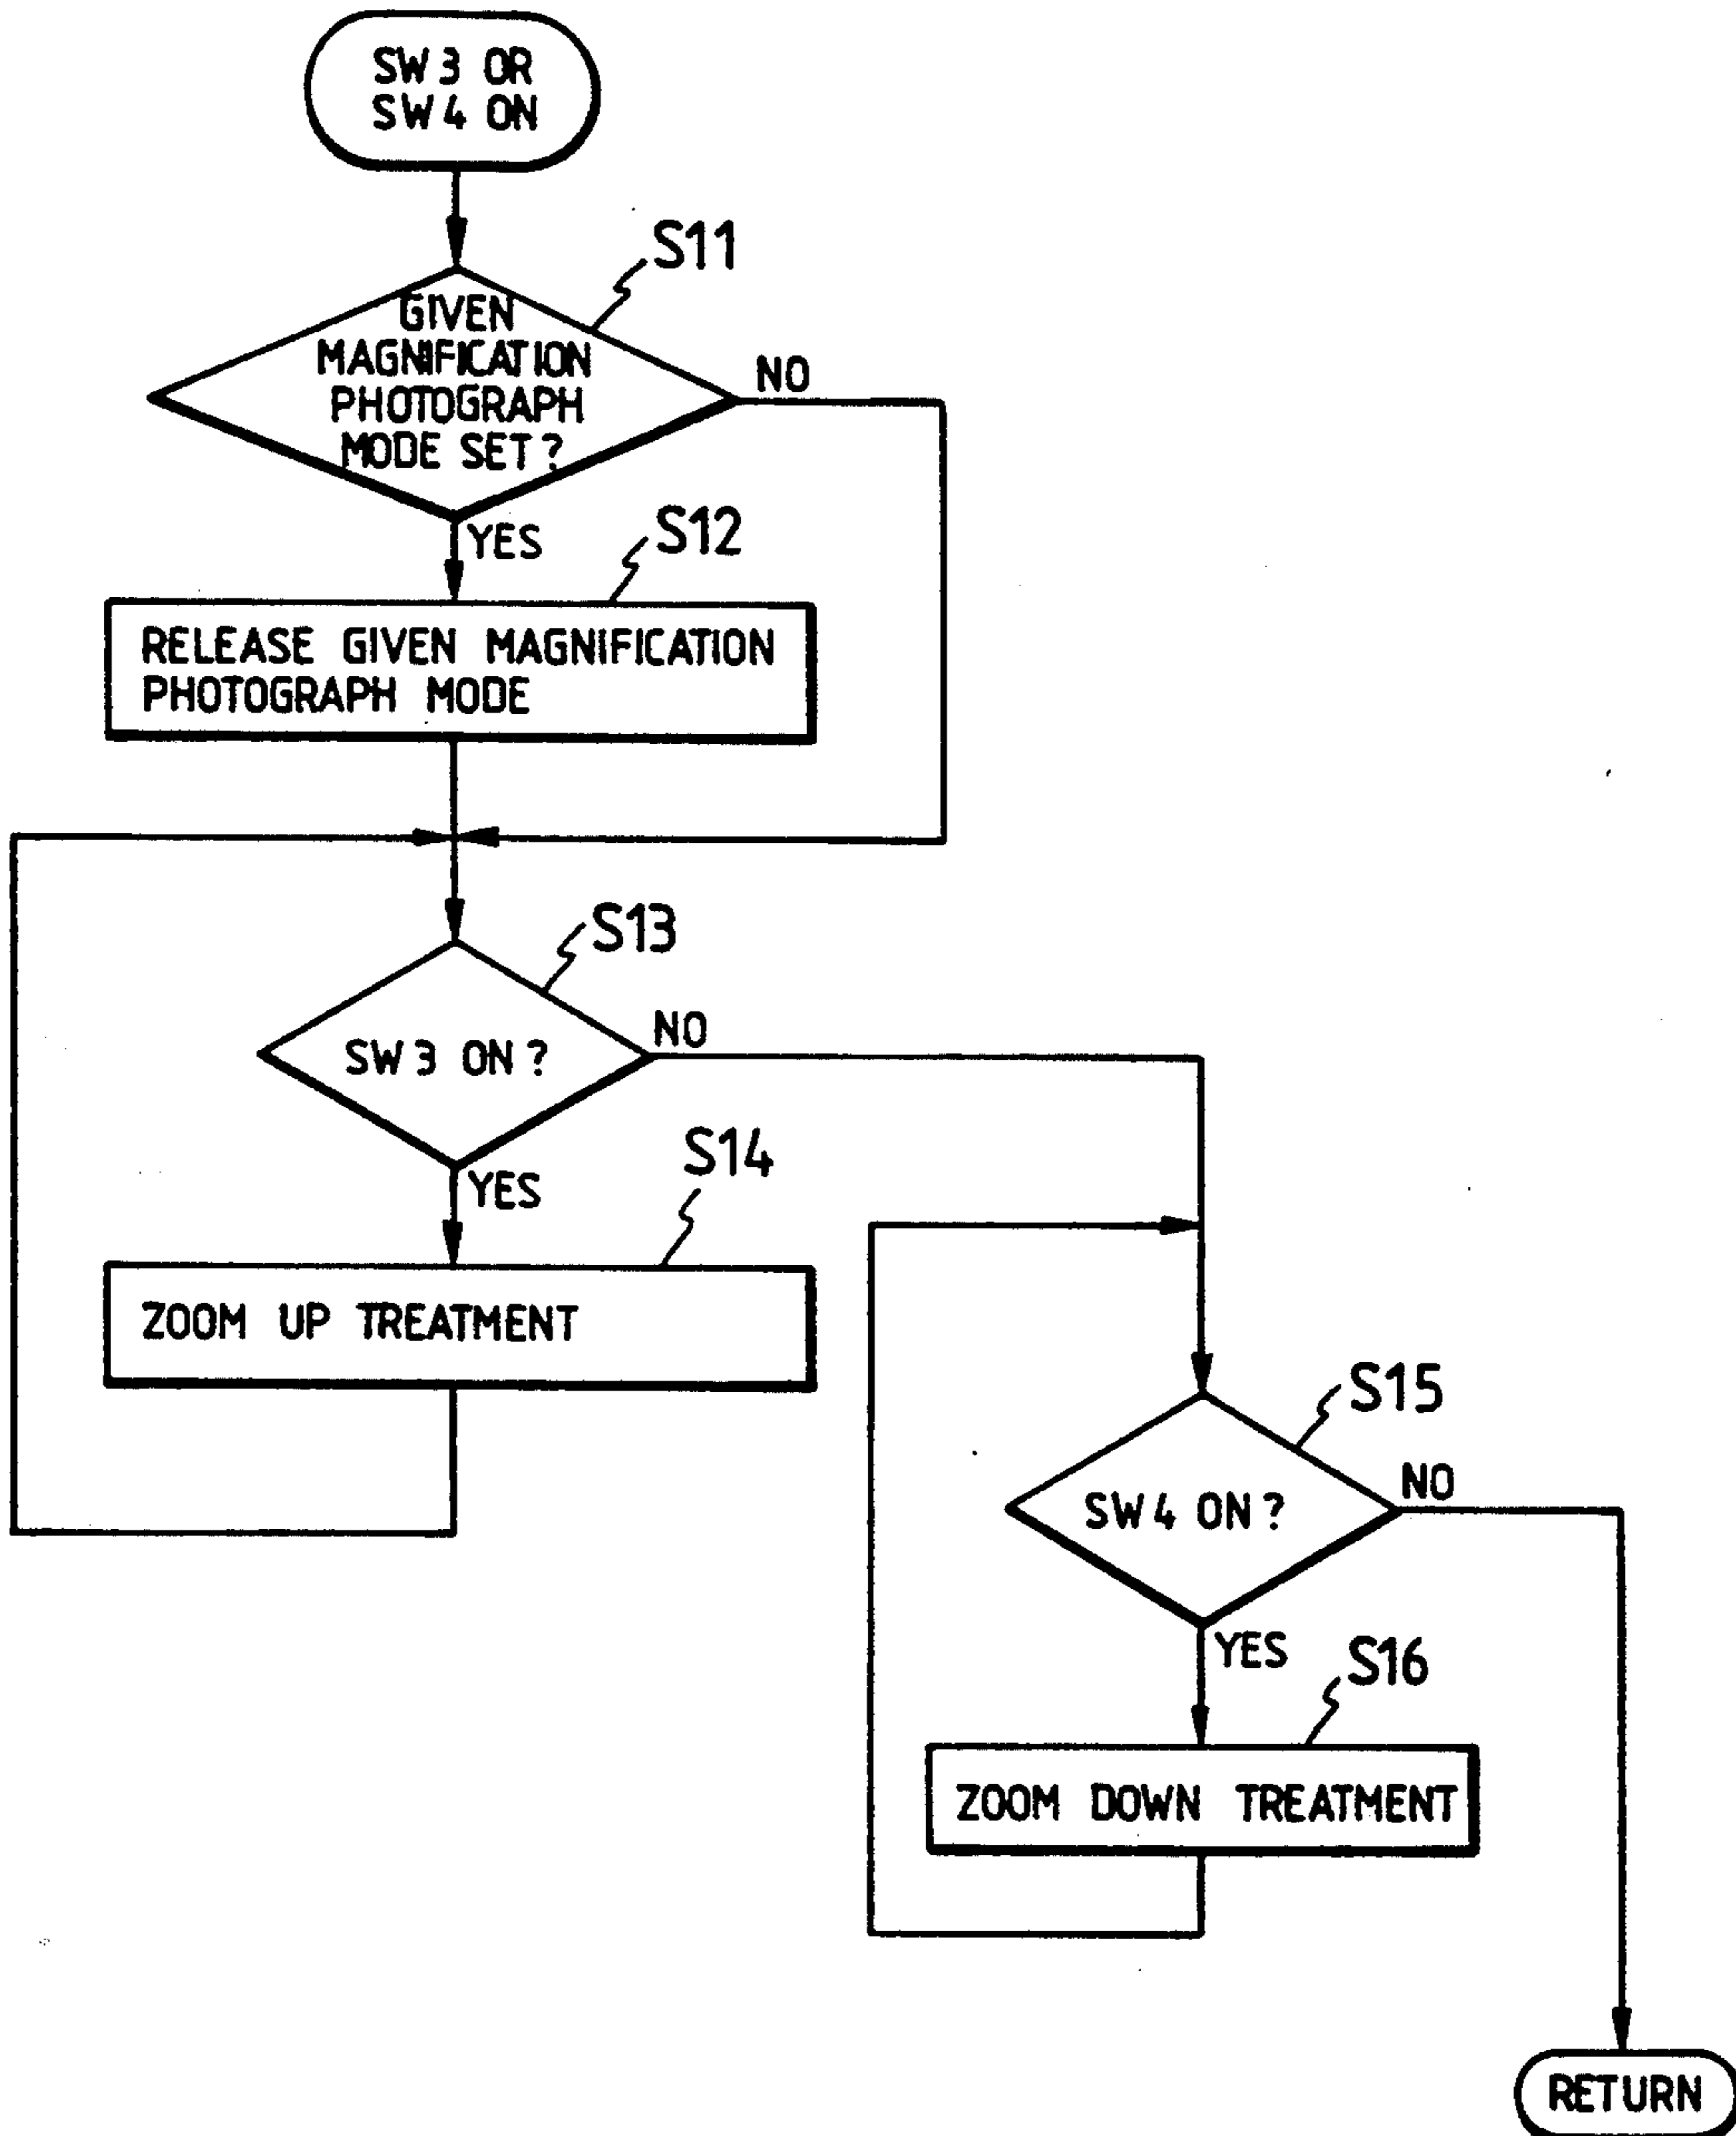 SW3 OR
SW4 ON
S11
GIVEN
MAGNIFICATION
PHOTOGRAPH
MODE SET?
NO
YES
S12
RELEASE GIVEN MAGNIFICATION
PHOTOGRAPH MODE
S13
SW3 ON?
NO
YES
S14
ZOOM UP TREATMENT
S15
SW4 ON?
NO
YES
S16
ZOOM DOWN TREATMENT
RETURN